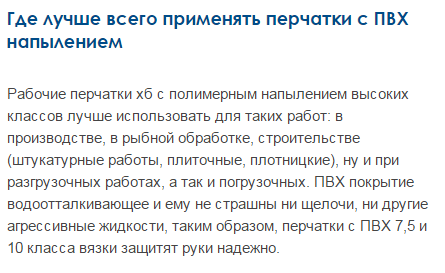 Где лучше всего применять перчатки с ПВХ
напылением
Рабочие перчатки хб с полимерным напылением высоких
классов лучше использовать для таких работ: в
производстве, в рыбной обработке, строительстве
(штукатурные работы, плиточные, плотницкие), ну и при
разгрузочных работах, а так и погрузочных. ПВХ покрытие
водоотталкивающее и ему не страшны ни щелочи, ни другие
агрессивные жидкости, таким образом, перчатки с ПВХ 7,5 и
10 класса вязки защитят руки надежно.